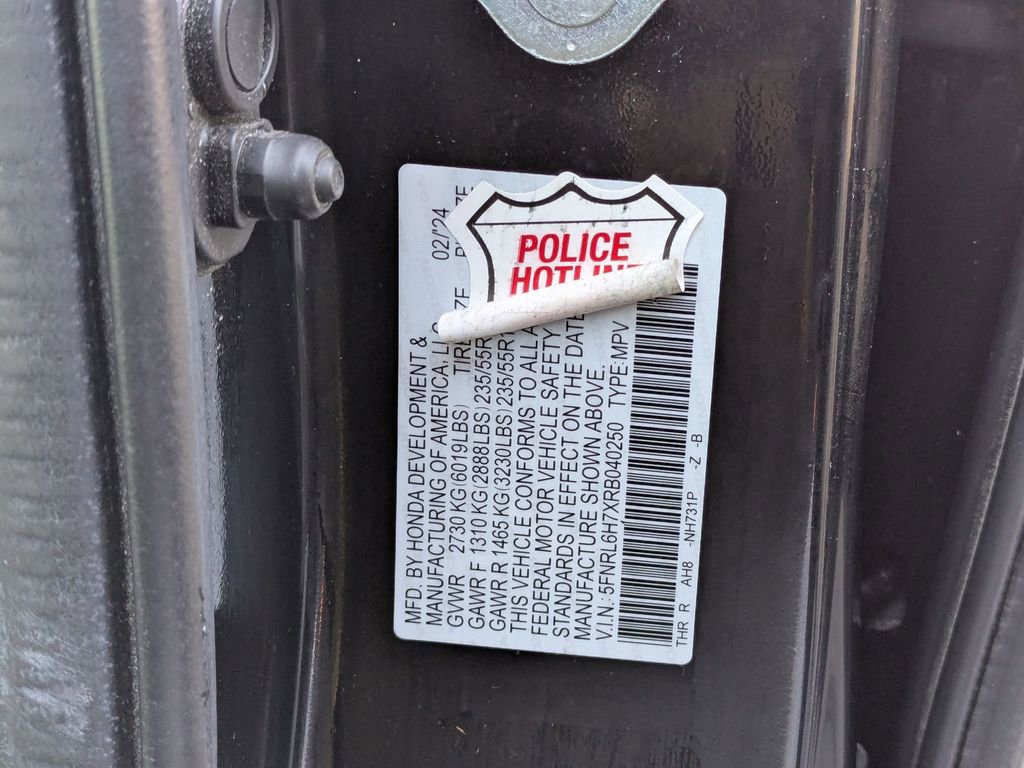 POLICE
MFD. BY HONDA DEVELOPMENT & 02/24
MANUFACTURING OF AMERICA, L
GVWR 2730 KG(6019LBS)
GAWR F 1310 KG(2888LBS) 235/55R
GAWR R 1465 KG(3230LBS) 235/55R
THIS VEHICLE CONFORMS TO ALL
FEDERAL MOTOR VEHICLE SAFETY
STANDARDS IN EFFECT ON THE DATE
MANUFACTURE SHOWN ABOVE.
V.I.N.: 5FNRL6H7XRB040250 TYPE:MPV
THR R AH8 -NH731P -Z -B